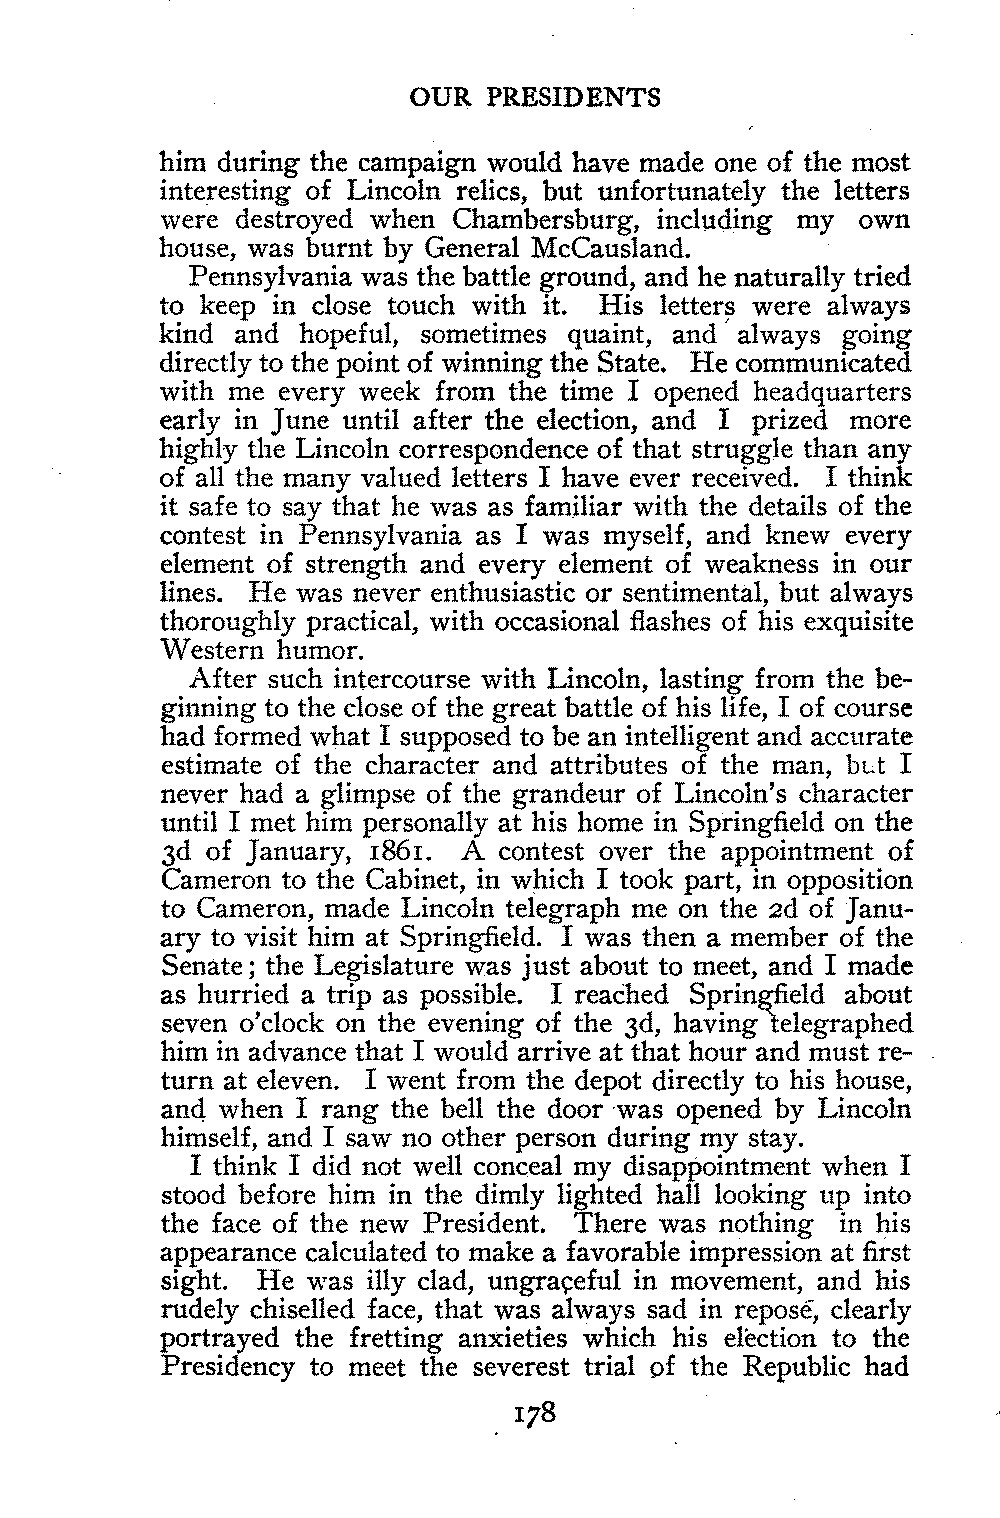 OUR PRESIDENTS
him during the campaign would have made one of the most
interesting of Lincoln relics, but unfortunately the letters
were destroyed when Chambersburg, including my own
house, was burnt by General McCausland.
Pennsylvania was the battle ground, and he naturally tried
to keep in close touch with it. His letters were always
kind and hopeful, sometimes quaint, and always going
directly to the point of winning the State. He communicated
with me every week from the time I opened headquarters
early in June until after the election, and I prized more
highly the Lincoln correspondence of that struggle than any
of all the many valued letters I have ever received. I think
it safe to say that he was as familiar with the details of the
contest in Pennsylvania as I was myself, and knew every
element of strength and every element of weakness in our
lines. He was never enthusiastic or sentimental, but always
thoroughly practical, with occasional flashes of his exquisite
Western humor.
After such intercourse with Lincoln, lasting from the be-
ginning to the close of the great battle of his life, I of course
had formed what I supposed to be an intelligent and accurate
estimate of the character and attributes of the man, but I
never had a glimpse of the grandeur of Lincoln's character
until I met him personally at his home in Springfield on the
3d of January, 1861. A contest over the appointment of
Cameron to the Cabinet, in which I took part, in opposition
to Cameron, made Lincoln telegraph me on the 2d of Janu-
ary to visit him at Springfield. I was then a member of the
Senate; the Legislature was just about to meet, and I made
as hurried a trip as possible. I reached Springfield about
seven o'clock on the evening of the 3d, having telegraphed
him in advance that I would arrive at that hour and must re-
turn at eleven. I went from the depot directly to his house,
and when I rang the bell the door was opened by Lincoln
himself, and I saw no other person during my stay.
I think I did not well conceal my disappointment when I
stood before him in the dimly lighted hall looking up into
the face of the new President. There was nothing in his
appearance calculated to make a favorable impression at first
sight. He was illy clad, ungraceful in movement, and his
rudely chiselled face, that was always sad in repose, clearly
portrayed the fretting anxieties which his election to the
Presidency to meet the severest trial of the Republic had
178